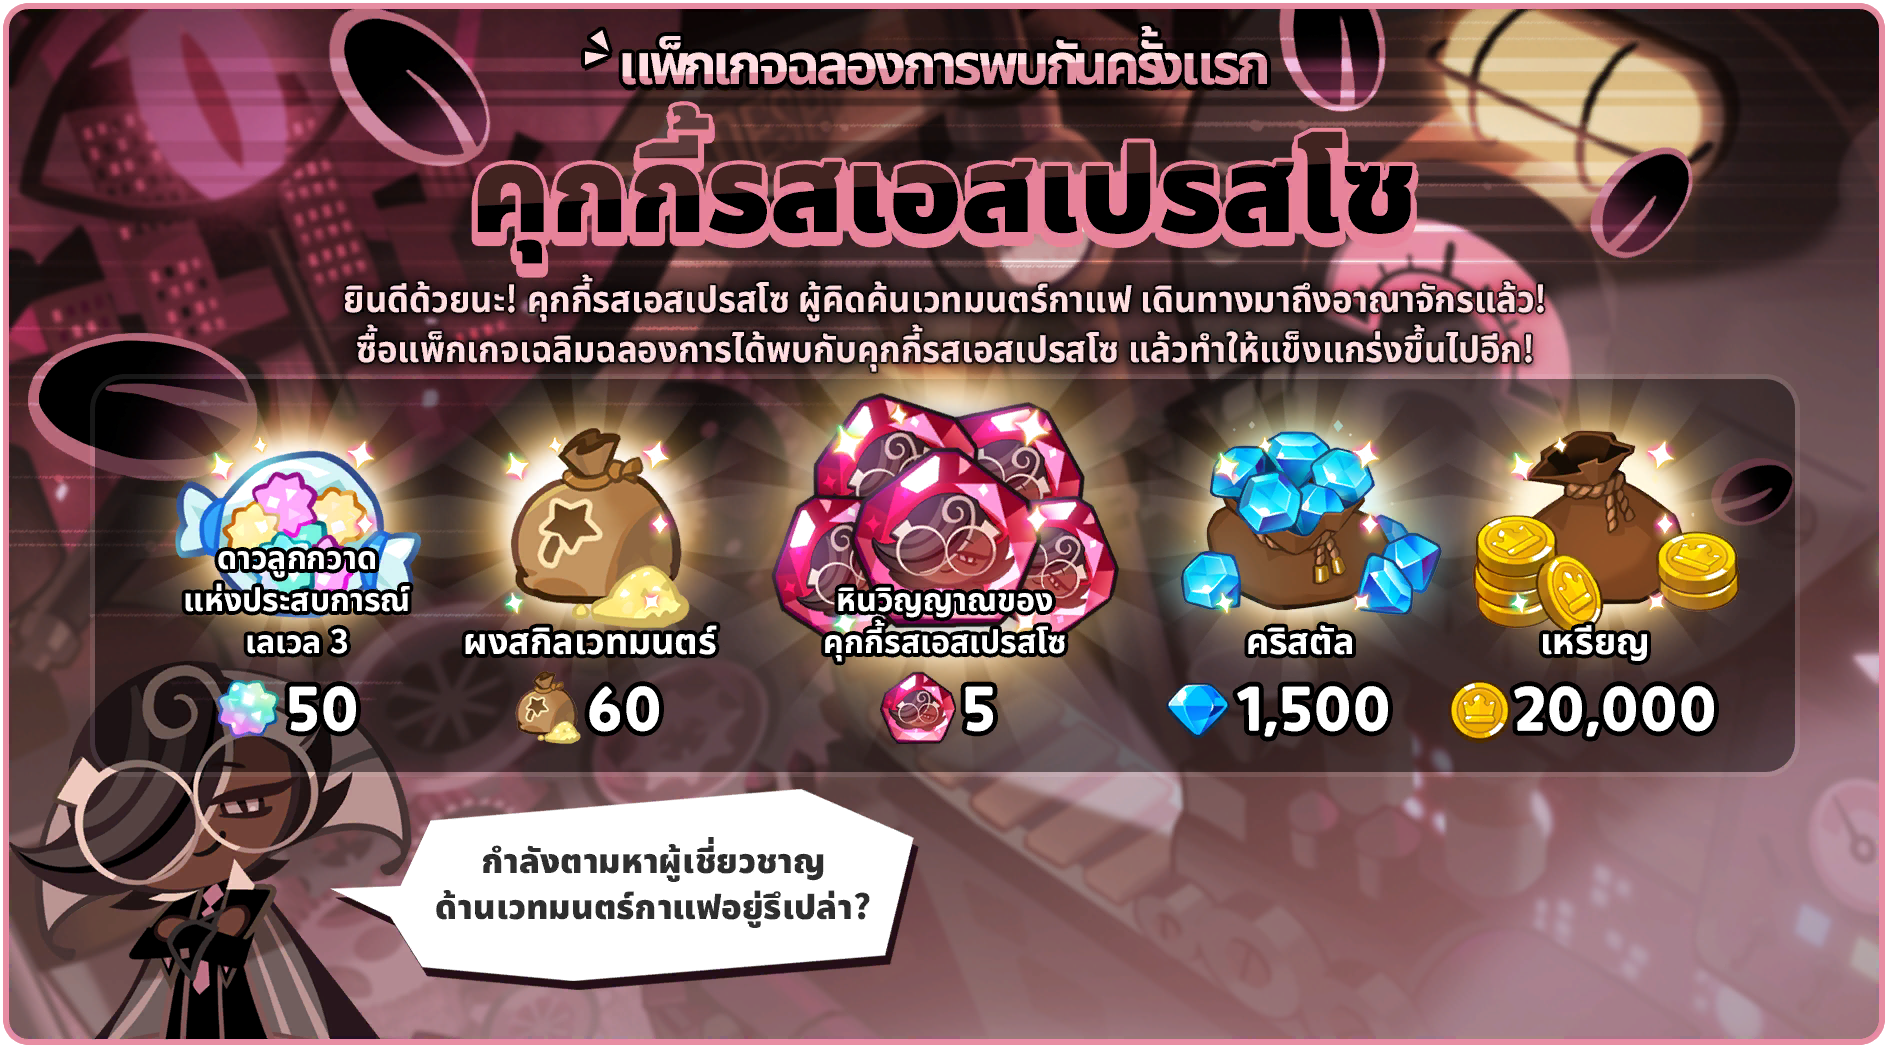 แพ็กเกจฉลองการพบกันครั้งแรก
คุกกี้รสเอสเปรสโซ
ยินดีด้วยนะ! คุกกี้รสเอสเปรสโซ ผู้คิดค้นเวทมนตร์กาแฟ เดินทางมาถึงอาณาจักรแล้ว!
ซื้อแพ็กเกจเฉลิมฉลองการได้พบกับคุกกี้รสเอสเปรสโซ แล้วทำให้แข็งแกร่งขึ้นไปอีก!
ดาวลูกกวาด
แห่งประสบการณ์
เลเวล 3
50
ผงสกิลเวทมนตร์
60
หินวิญญาณของ
คุกกี้รสเอสเปรสโซ
5
คริสตัล
1,500
เหรียญ
20,000
กำลังตามหาผู้เชี่ยวชาญ
ด้านเวทมนตร์กาแฟอยู่รึเปล่า?